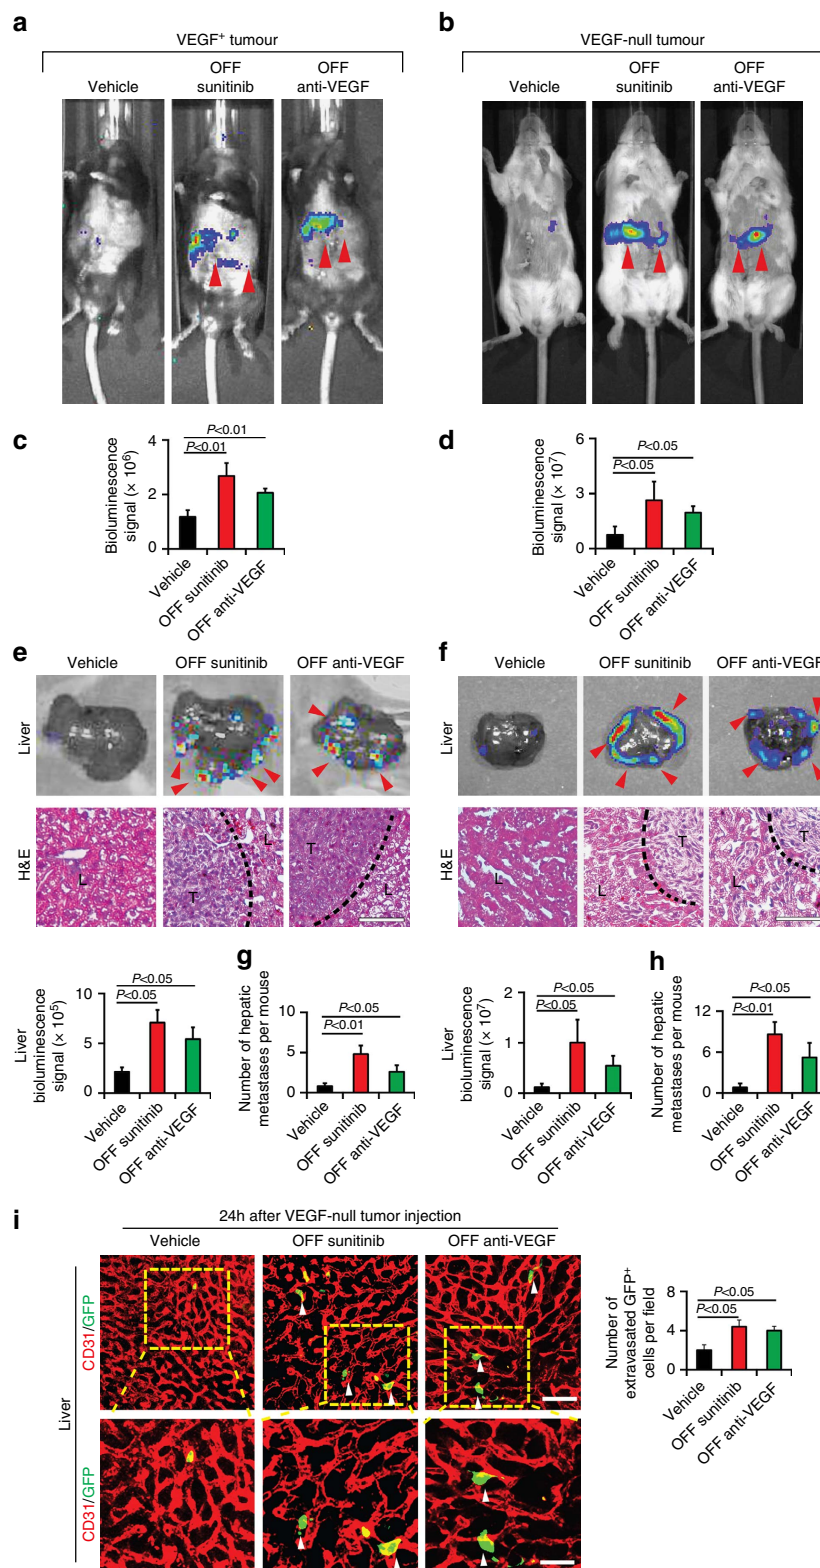 a
VEGF+ tumour
Vehicle
OFF sunitinib
OFF anti-VEGF
b
VEGF-null tumour
Vehicle
OFF sunitinib
OFF anti-VEGF
c
Bioluminescence signal (× 10⁶)
4
2
0
P<0.01
P<0.01
Vehicle
OFF sunitinib
OFF anti-VEGF
d
Bioluminescence signal (× 10⁷)
6
3
0
P<0.05
P<0.05
Vehicle
OFF sunitinib
OFF anti-VEGF
e
Vehicle
OFF sunitinib
OFF anti-VEGF
Liver
H&E
L
T
L
T
L
f
Vehicle
OFF sunitinib
OFF anti-VEGF
Liver
H&E
L
L
T
L
T
Liver bioluminescence signal (× 10⁵)
10
5
0
P<0.05
P<0.05
Vehicle
OFF sunitinib
OFF anti-VEGF
g
Number of hepatic metastases per mouse
10
5
0
P<0.05
P<0.01
Vehicle
OFF sunitinib
OFF anti-VEGF
Liver bioluminescence signal (× 10⁷)
2
1
0
P<0.05
P<0.05
Vehicle
OFF sunitinib
OFF anti-VEGF
h
Number of hepatic metastases per mouse
12
6
0
P<0.05
P<0.01
Vehicle
OFF sunitinib
OFF anti-VEGF
i
24h after VEGF-null tumor injection
Vehicle
OFF sunitinib
OFF anti-VEGF
Liver
CD31/GFP
CD31/GFP
Number of extravasated GFP+ cells per field
8
4
0
P<0.05
P<0.05
Vehicle
OFF sunitinib
OFF anti-VEGF